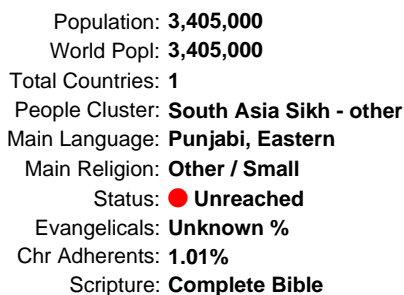 Population: 3,405,000
World Popl: 3,405,000
Total Countries: 1
People Cluster: South Asia Sikh - other
Main Language: Punjabi, Eastern
Main Religion: Other / Small
Status: Unreached
Evangelicals: Unknown %
Chr Adherents: 1.01%
Scripture: Complete Bible